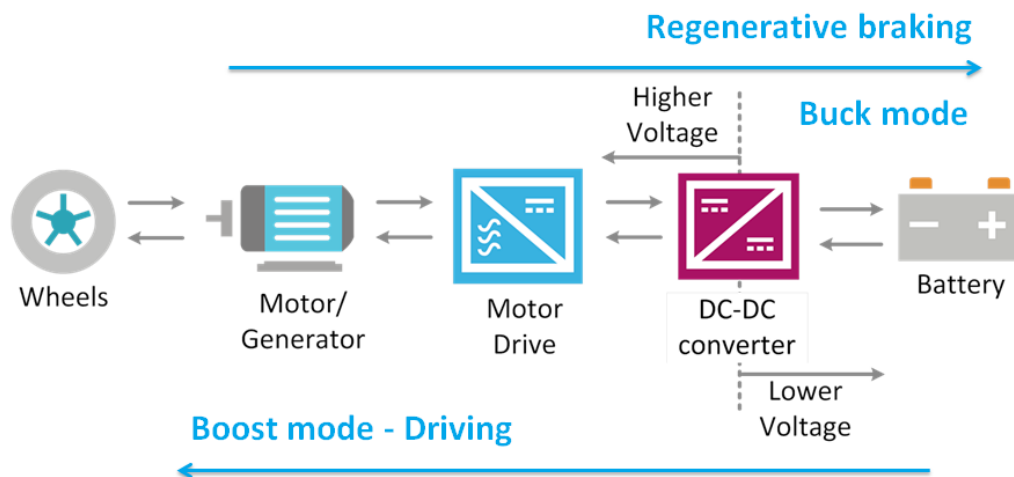 Regenerative braking
Higher
Voltage
Buck mode
Wheels
Motor/
Generator
Motor
Drive
DC-DC
converter
Battery
Lower
Voltage
Boost mode - Driving